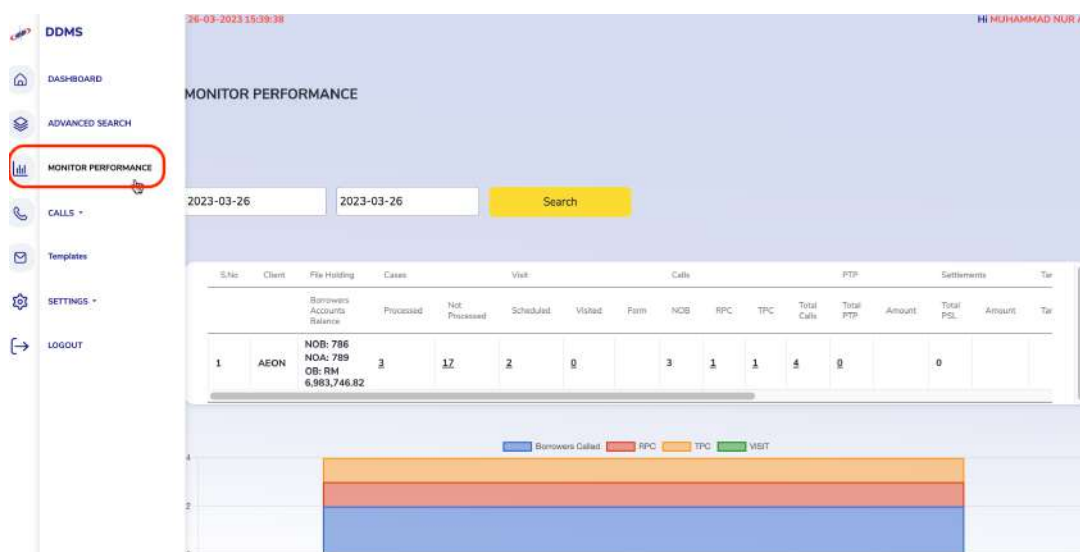 26-03-2023 15:39:38
Hi MUHAMMAD NUR
DDMS
DASHBOARD
ADVANCED SEARCH
MONITOR PERFORMANCE
CALLS
Templates
SETTINGS
LOGOUT
MONITOR PERFORMANCE
2023-03-26 2023-03-26 Search
S.No Client File Holding Cases Visit Calls PTP Settlements Tar
Borrowers Accounts Balance Processed Not Processed Scheduled Visited Form NOB RPC TPC Total Calls Total PTP Amount Total PSL Amount Tar
1 AEON NOB: 786 NOA: 789 OB: RM 6,983,746.82 3 17 2 0 3 1 1 4 0 0
Borrowers Called RPC TPC VISIT
4
2